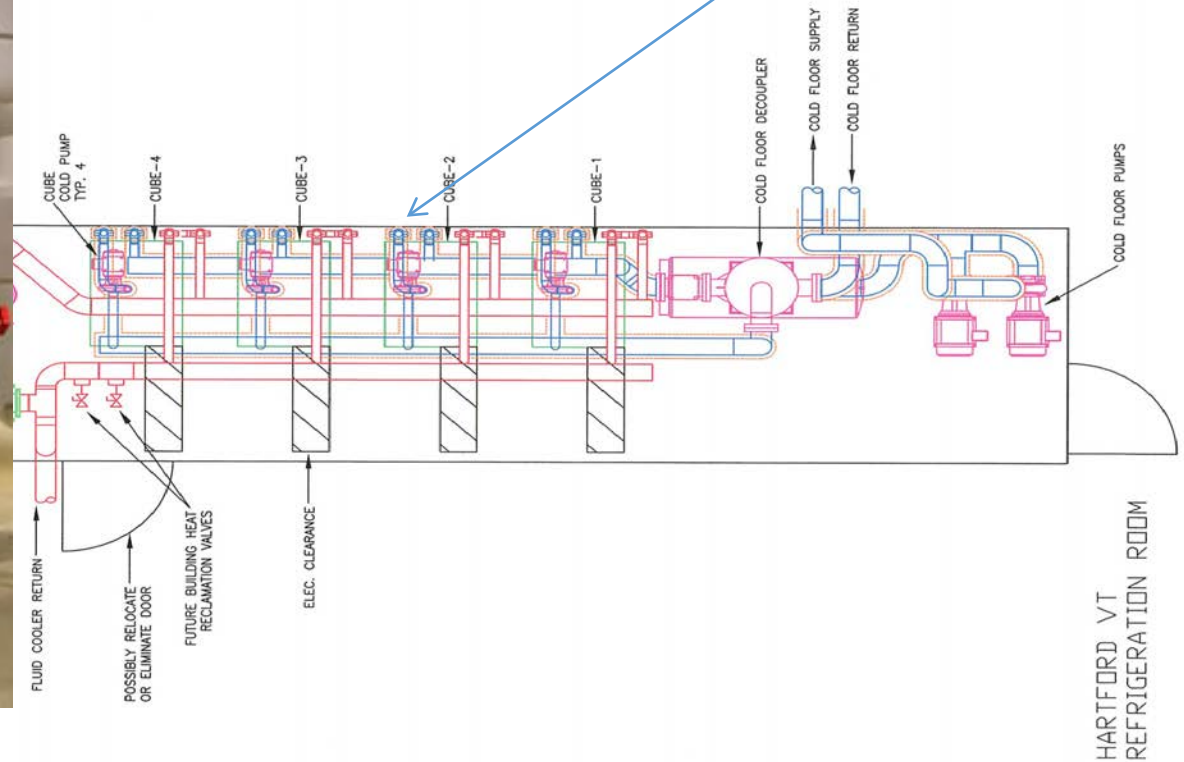 FLUID COOLER RETURN
POSSIBLY RELOCATE
OR ELIMINATE DOOR
FUTURE BUILDING HEAT
RECLAMATION VALVES
ELEC. CLEARANCE
CUBE
COLD PUMP
TYP. 4
CUBE-4
CUBE-3
CUBE-2
CUBE-1
COLD FLOOR DECOUPLER
COLD FLOOR SUPPLY
COLD FLOOR RETURN
COLD FLOOR PUMPS
HARTFORD VT
REFRIGERATION ROOM